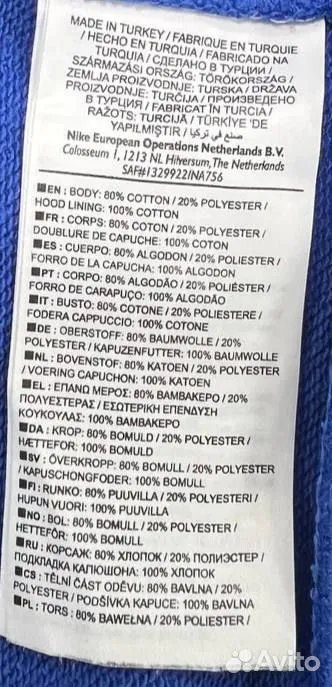 MADE IN TURKEY / FABRIQUE EN TURQUIE
/ HECHO EN TURQUIA / FABRICADO NA
TURQUIA / СДЕЛАНО В ТУРЦИИ /
SZÁRMAZÁSI ORSZÁG: TÖRÖKORSZÁG /
ZEMLJA PROIZVODNJE: TURSKA / DRŽAVA
PROIZVODNJE: TURČIJA / ПРОИЗВЕДЕНО
В ТУРЦИЯ / FABRICAT ÎN TURCIA /
RAŽOTS: TURCIJĀ / TÜRKİYE 'DE
YAPILMIŞTIR / صنع في تركيا
Nike European Operations Netherlands B.V.
Colosseum 1, 1213 NL Hilversum, The Netherlands
SAF#1329922/INA756
EN : BODY: 80% COTTON / 20% POLYESTER /
HOOD LINING: 100% COTTON
FR : CORPS: 80% COTON / 20% POLYESTER /
DOUBLURE DE CAPUCHE: 100% COTON
ES : CUERPO: 80% ALGODON / 20% POLIESTER /
FORRO DE LA CAPUCHA: 100% ALGODON
PT : CORPO: 80% ALGODÃO / 20% POLIÉSTER /
FORRO DE CARAPUÇO: 100% ALGODÃO
IT : BUSTO: 80% COTONE / 20% POLIESTERE /
FODERA CAPPUCCIO: 100% COTONE
DE : OBERSTOFF: 80% BAUMWOLLE / 20%
POLYESTER / KAPUZENFUTTER: 100% BAUMWOLLE
NL : BOVENSTOF: 80% KATOEN / 20% POLYESTER
/ VOERING CAPUCHON: 100% KATOEN
EL : ΕΠΑΝΩ ΜΕΡΟΣ: 80% ΒΑΜΒΑΚΕΡΟ / 20%
ΠΟΛΥΕΣΤΕΡΑΣ / ΕΣΩΤΕΡΙΚΗ ΕΠΕΝΔΥΣΗ
ΚΟΥΚΟΥΛΑΣ: 100% ΒΑΜΒΑΚΕΡΟ
DA : KROP: 80% BOMULD / 20% POLYESTER /
HÆTTEFOR: 100% BOMULD
SV : ÖVERKROPP: 80% BOMULL / 20% POLYESTER
/ KAPUSCHONGFODER: 100% BOMULL
FI : RUNKO: 80% PUUVILLA / 20% POLYESTERI /
HUPUN VUORI: 100% PUUVILLA
NO : BOL: 80% BOMULL / 20% POLYESTER /
HETTEFÔR: 100% BOMULL
RU : КОРСАЖ: 80% ХЛОПОК / 20% ПОЛИЭСТЕР /
ПОДКЛАДКА КАПЮШОНА: 100% ХЛОПОК
CS : TĚLNÍ ČÁST ODĚVU: 80% BAVLNA / 20%
POLYESTER / PODŠÍVKA KAPUCE: 100% BAVLNA
PL : TORS : 80% BAWEŁNA / 20% POLIESTER /
Avito